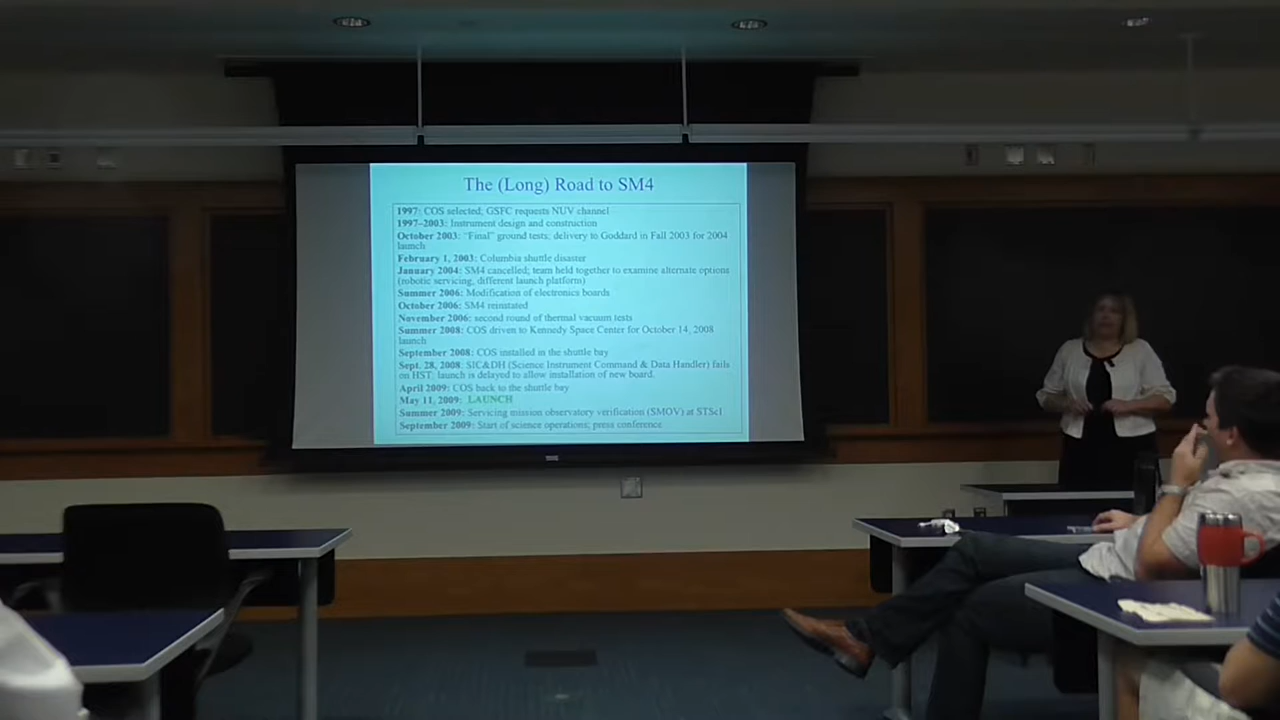 The (Long) Road to SM4
1997: COS selected; GSFC requests NUV channel
1997–2003: Instrument design and construction
October 2003: "Final" ground tests; delivery to Goddard in Fall 2003 for 2004
launch
February 1, 2003: Columbia shuttle disaster
January 2004: SM4 cancelled; team held together to examine alternate options
(robotic servicing, different launch platform)
Summer 2006: Modification of electronics boards
October 2006: SM4 reinstated
November 2006: second round of thermal vacuum tests
Summer 2008: COS driven to Kennedy Space Center for October 14, 2008
launch
September 2008: COS installed in the shuttle bay
Sept. 28, 2008: SIC&DH (Science Instrument Command & Data Handler) fails
on HST; launch is delayed to allow installation of new board.
April 2009: COS back to the shuttle bay
May 11, 2009: LAUNCH
Summer 2009: Servicing mission observatory verification (SMOV) at STScI
September 2009: Start of science operations; press conference